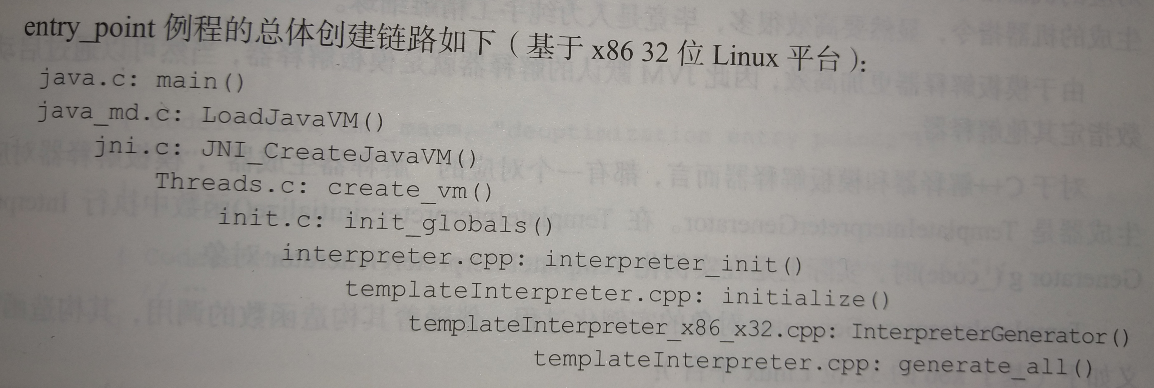 entry_point 例程的总体创建链路如下（基于 x86 32 位 Linux 平台）：
java.c: main()
java_md.c: LoadJavaVM()
jni.c: JNI_CreateJavaVM()
Threads.c: create_vm()
init.c: init_globals()
interpreter.cpp: interpreter_init()
templateInterpreter.cpp: initialize()
templateInterpreter_x86_x32.cpp: InterpreterGenerator()
templateInterpreter.cpp: generate_all()